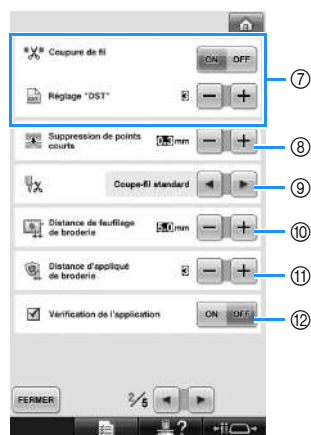 Coupure de fil ON OFF
Réglage "DST" 3
⑦
Suppression de points
courts 0.5 mm
⑧
Coupe-fil standard
⑨
Distance de faufilage
de broderie 5.0 mm
⑩
Distance d'appliqué
de broderie 3
⑪
Vérification de l'application ON OFF
⑫
FERMER 2/5